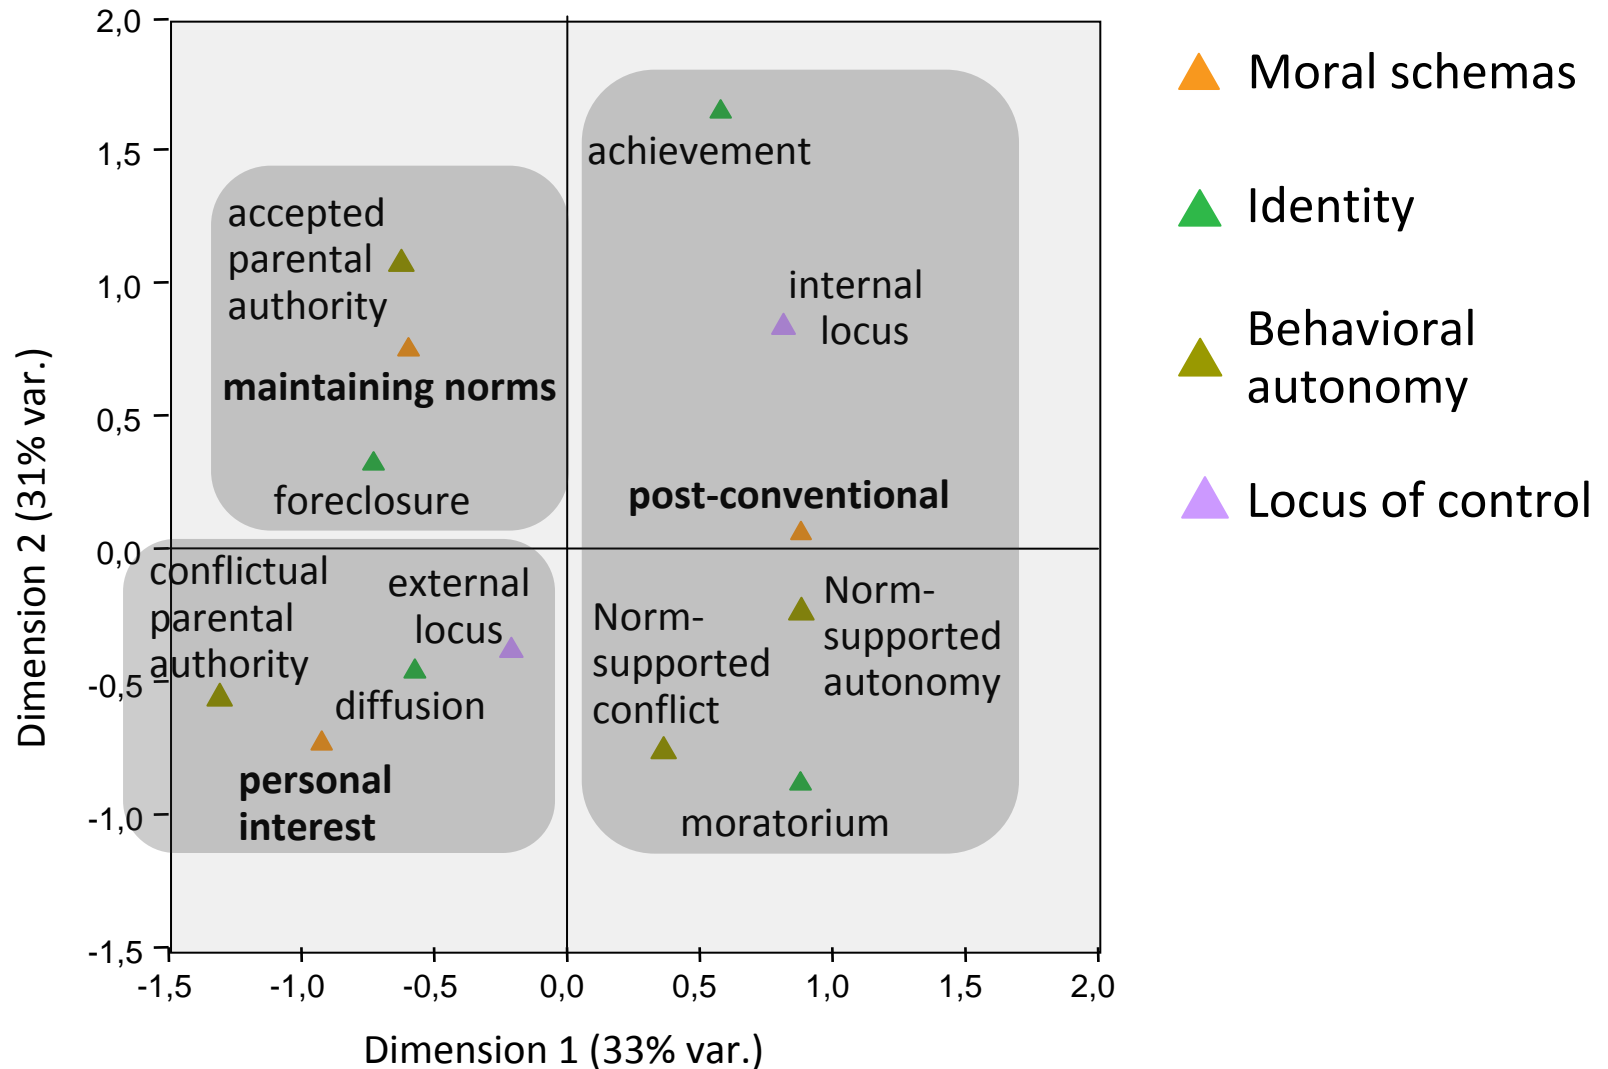 2,0
1,5
1,0
0,5
0,0
-0,5
-1,0
-1,5
Dimension 2 (31% var.)
achievement
accepted
parental
authority
internal
locus
maintaining norms
foreclosure
post-conventional
conflictual
parental
authority
external
locus
diffusion
personal
interest
Norm-
supported
conflict
Norm-
supported
autonomy
moratorium
-1,5
-1,0
-0,5
0,0
0,5
1,0
1,5
2,0
Dimension 1 (33% var.)
Moral schemas
Identity
Behavioral
autonomy
Locus of control